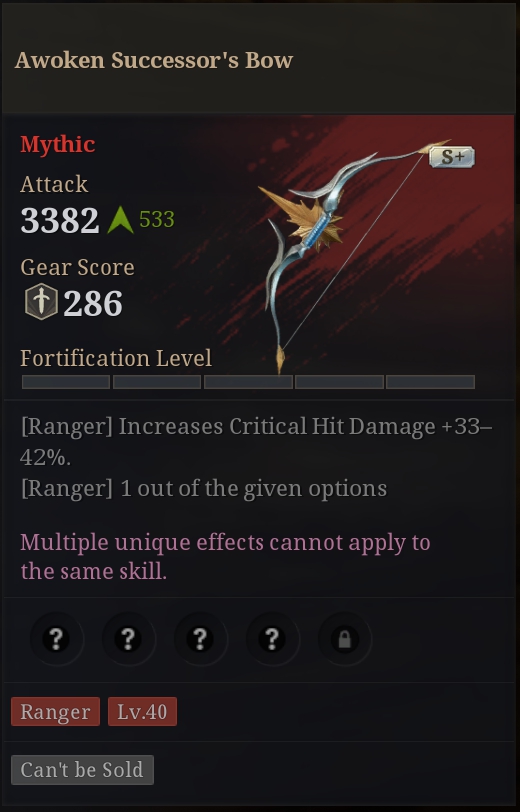 Awoken Successor's Bow
Mythic
S+
Attack
3382 533
Gear Score
286
Fortification Level
[Ranger] Increases Critical Hit Damage +33–
42%.
[Ranger] 1 out of the given options
Multiple unique effects cannot apply to
the same skill.
? ? ? ?
Ranger Lv.40
Can't be Sold